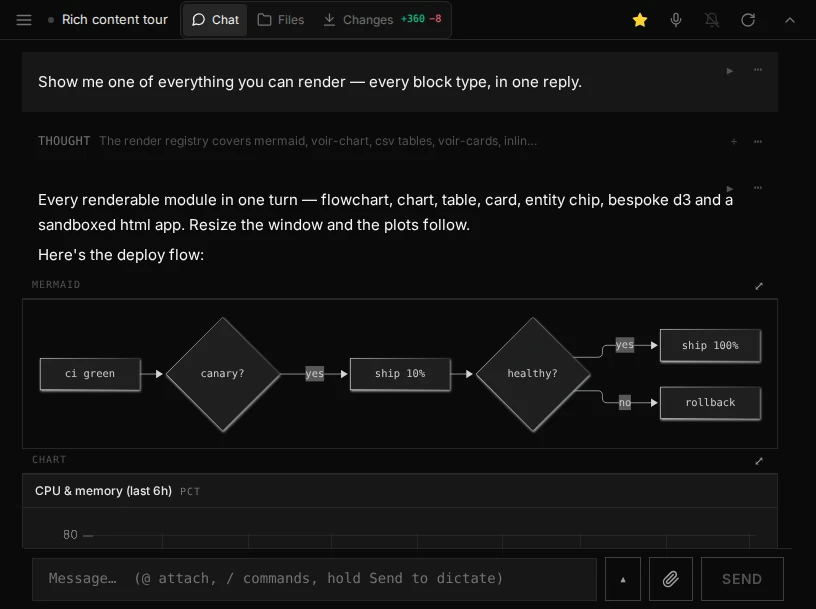 Rich content tour
Chat
Files
Changes +360 −8
Show me one of everything you can render — every block type, in one reply.
THOUGHT The render registry covers mermaid, voir-chart, csv tables, voir-cards, inlin...
Every renderable module in one turn — flowchart, chart, table, card, entity chip, bespoke d3 and a
sandboxed html app. Resize the window and the plots follow.
Here's the deploy flow:
MERMAID
ci green
canary?
yes
ship 10%
healthy?
yes
ship 100%
no
rollback
CHART
CPU & memory (last 6h) PCT
80
Message… (@ attach, / commands, hold Send to dictate)
SEND